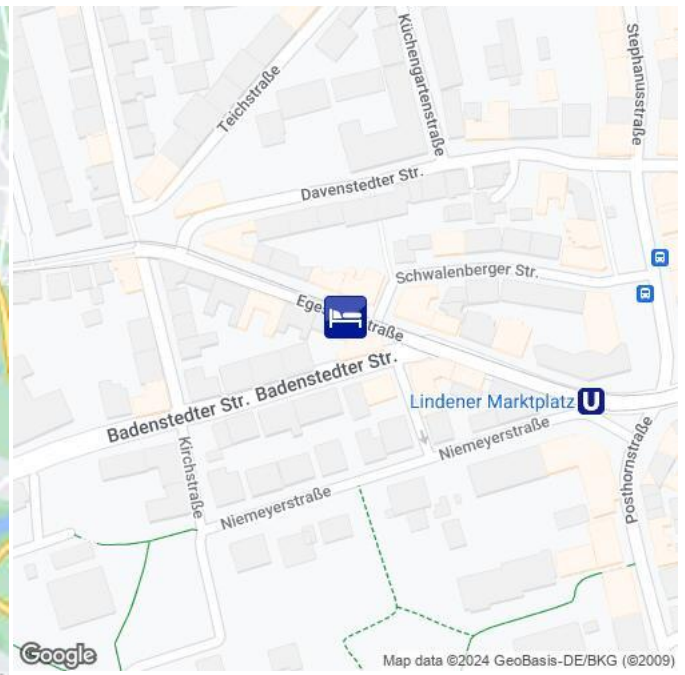 Stephanusstraße
Küchengartenstraße
Teichstraße
Davenstedter Str.
Schwalenberger Str.
Badenstedter Str. Badenstedter Str.
Lindener Marktplatz U
Niemeyerstraße
Kirchstraße
Posthornstraße
Niemeyerstraße
Google
Map data ©2024 GeoBasis-DE/BKG (©2009)